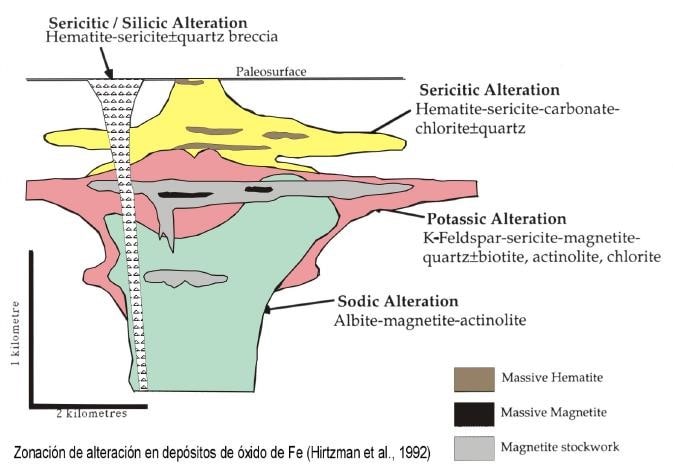 Sericitic / Silicic Alteration
Hematite-sericite±quartz breccia
Paleosurface
Sericitic Alteration
Hematite-sericite-carbonate-
chlorite±quartz
Potassic Alteration
K-Feldspar-sericite-magnetite-
quartz±biotite, actinolite, chlorite
Sodic Alteration
Albite-magnetite-actinolite
1 kilometre
2 kilometres
Massive Hematite
Massive Magnetite
Magnetite stockwork
Zonación de alteración en depósitos de óxido de Fe (Hirtzman et al., 1992)